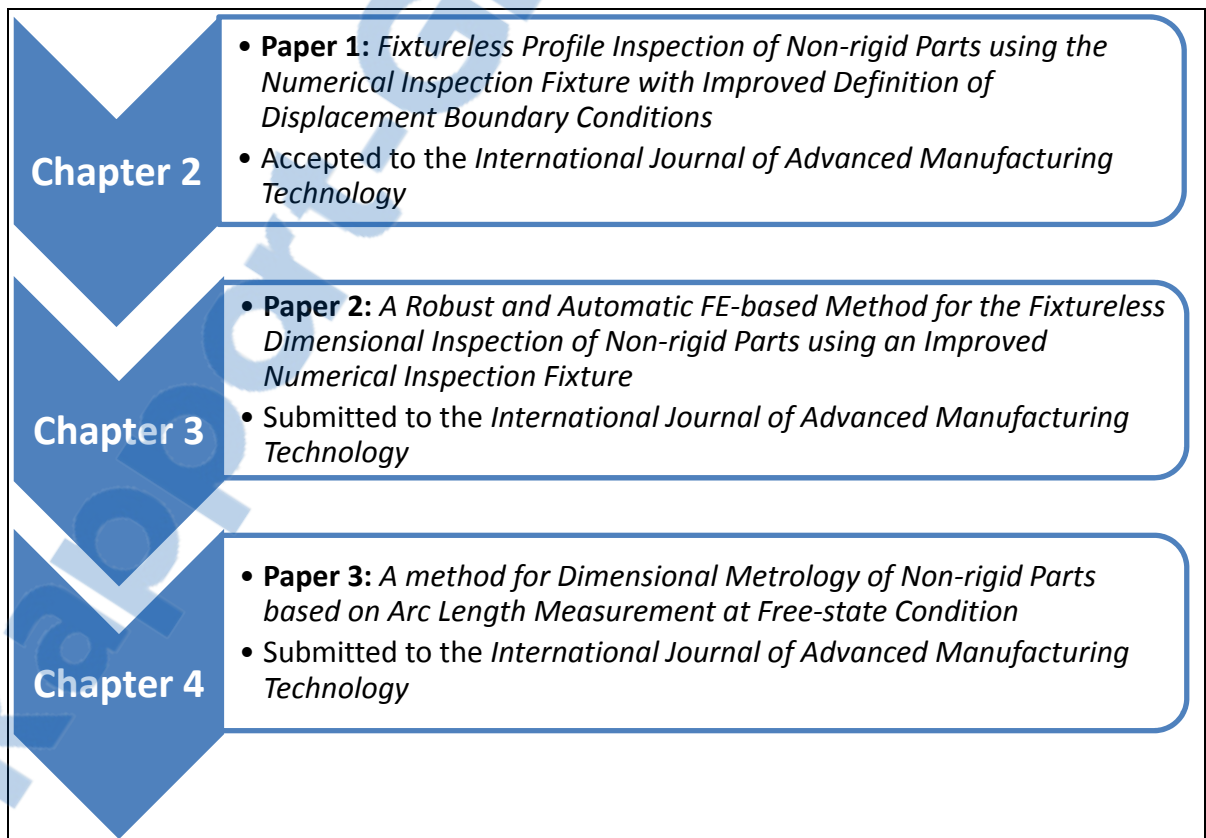 Chapter 2
• Paper 1: Fixtureless Profile Inspection of Non-rigid Parts using the
Numerical Inspection Fixture with Improved Definition of
Displacement Boundary Conditions
• Accepted to the International Journal of Advanced Manufacturing
Technology
Chapter 3
• Paper 2: A Robust and Automatic FE-based Method for the Fixtureless
Dimensional Inspection of Non-rigid Parts using an Improved
Numerical Inspection Fixture
• Submitted to the International Journal of Advanced Manufacturing
Technology
Chapter 4
• Paper 3: A method for Dimensional Metrology of Non-rigid Parts
based on Arc Length Measurement at Free-state Condition
• Submitted to the International Journal of Advanced Manufacturing
Technology